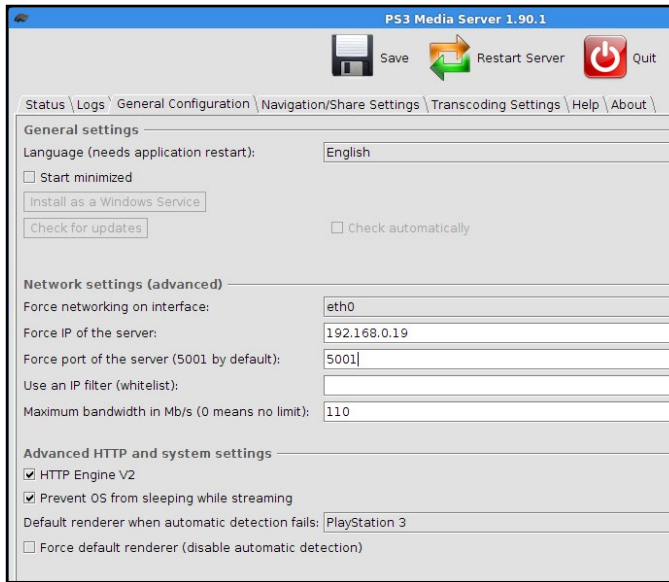 PS3 Media Server 1.90.1
Save Restart Server Quit
Status Logs General Configuration Navigation/Share Settings Transcoding Settings Help About
General settings
Language (needs application restart): English
Start minimized
Install as a Windows Service
Check for updates Check automatically
Network settings (advanced)
Force networking on interface: eth0
Force IP of the server: 192.168.0.19
Force port of the server (5001 by default): 5001
Use an IP filter (whitelist):
Maximum bandwidth in Mb/s (0 means no limit): 110
Advanced HTTP and system settings
HTTP Engine V2
Prevent OS from sleeping while streaming
Default renderer when automatic detection fails: PlayStation 3
Force default renderer (disable automatic detection)